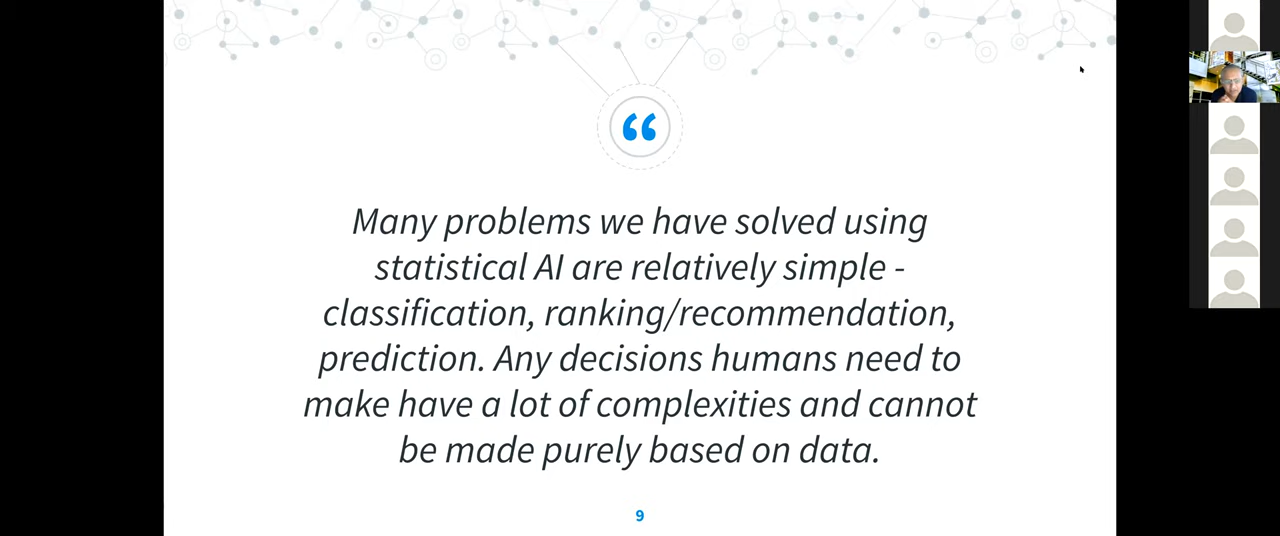 “
Many problems we have solved using
statistical AI are relatively simple -
classification, ranking/recommendation,
prediction. Any decisions humans need to
make have a lot of complexities and cannot
be made purely based on data.
9